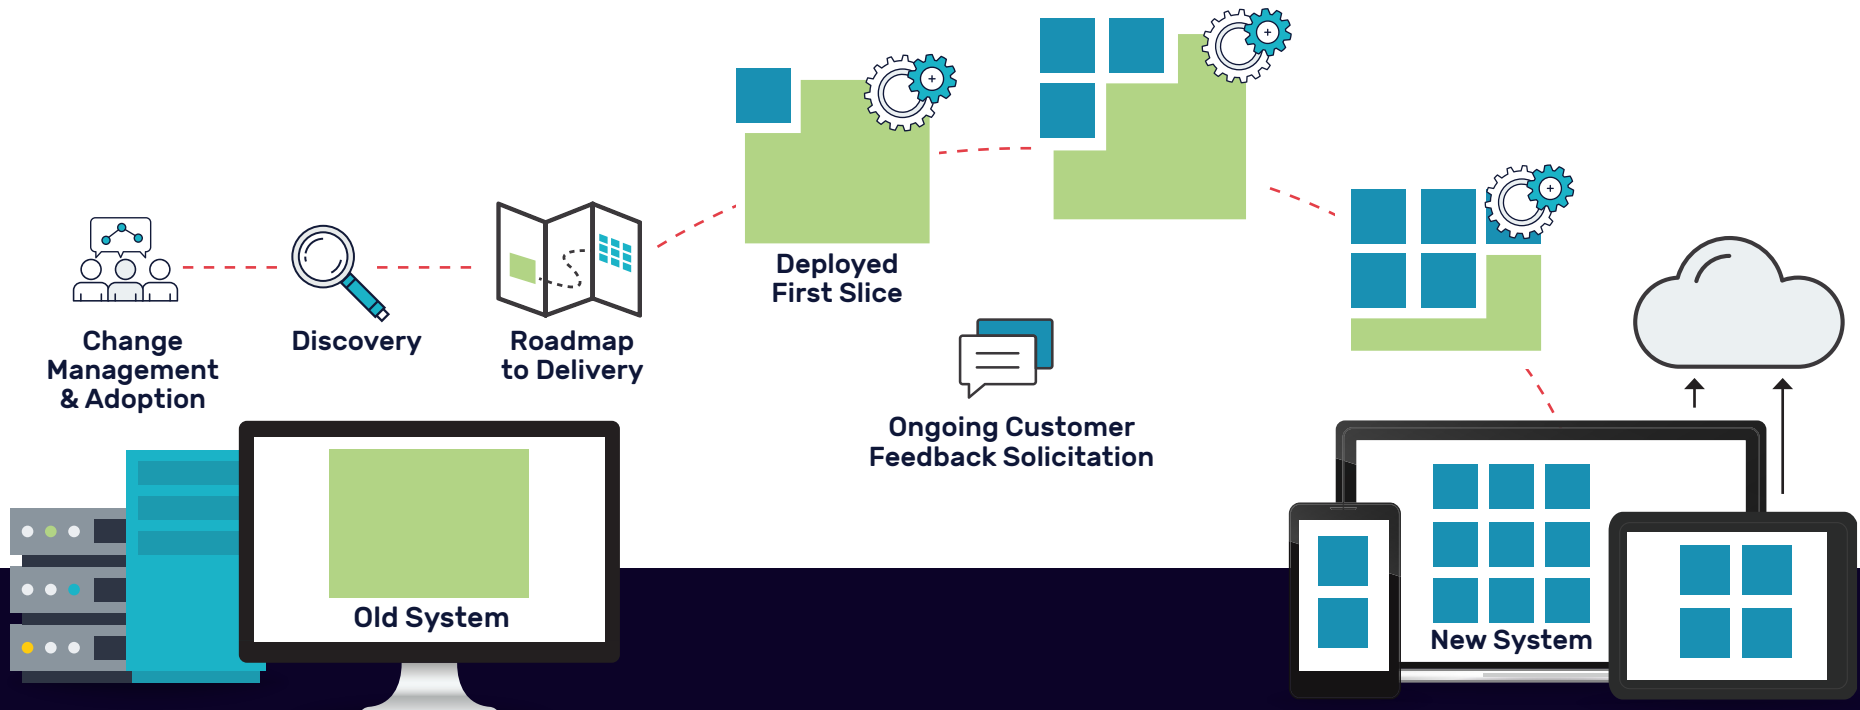 Change
Management
& Adoption
Discovery
Roadmap
to Delivery
Deployed
First Slice
Ongoing Customer
Feedback Solicitation
Old System
New System